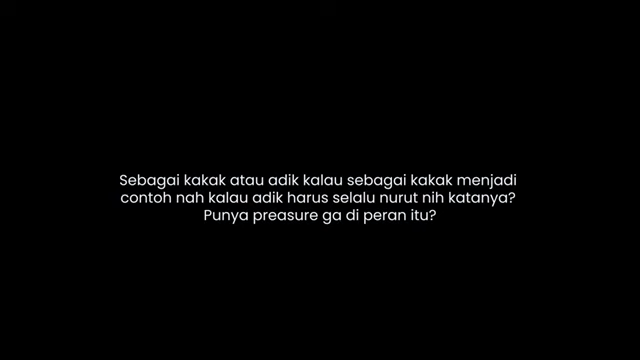 Sebagai kakak atau adik kalau sebagai kakak menjadi
contoh nah kalau adik harus selalu nurut nih katanya?
Punya preasure ga di peran itu?